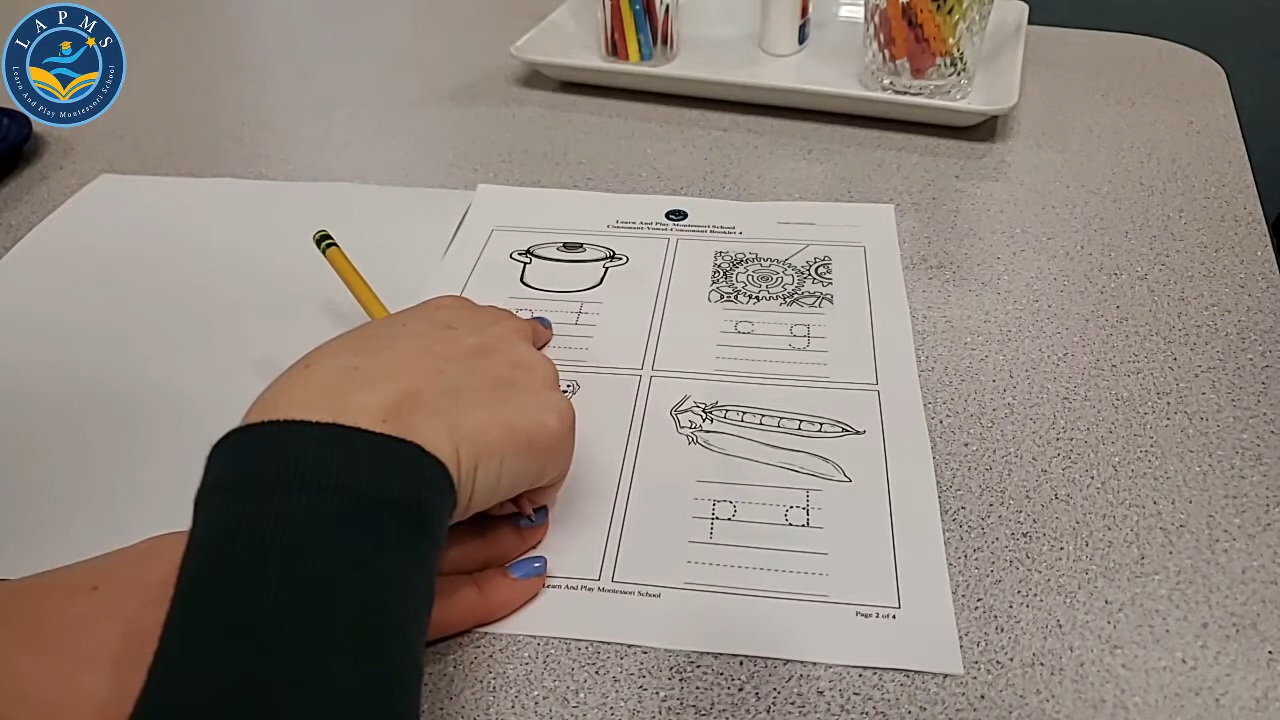 LAPMS
Learn And Play Montessori School
Learn And Play Montessori School
Consonant-Vowel-Consonant Booklet 4
t
c g
p d
Learn And Play Montessori School
Page 2 of 4